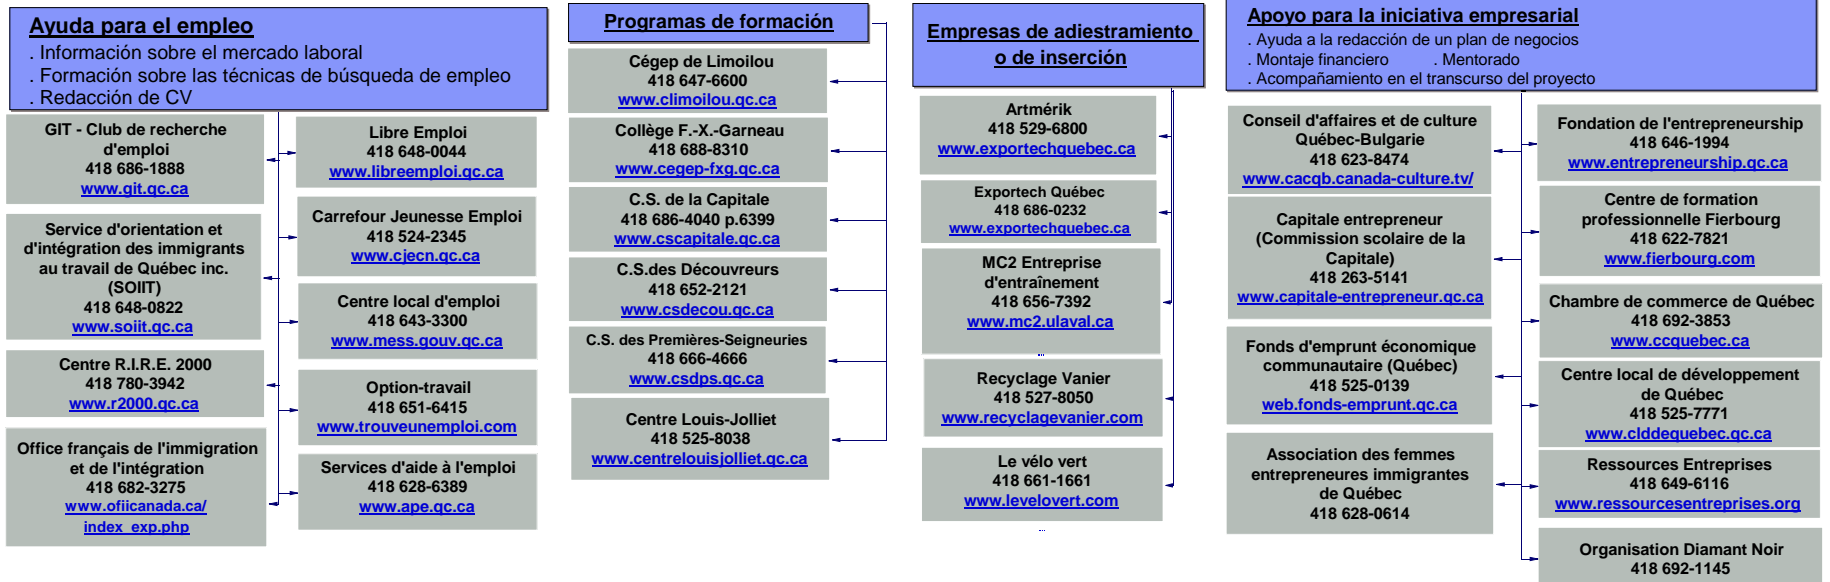 Ayuda para el empleo
. Información sobre el mercado laboral
. Formación sobre las técnicas de búsqueda de empleo
. Redacción de CV
GIT - Club de recherche
d'emploi
418 686-1888
www.git.qc.ca
Service d'orientation et
d'intégration des immigrants
au travail de Québec inc.
(SOIIT)
418 648-0822
www.soiit.qc.ca
Centre R.I.R.E. 2000
418 780-3942
www.r2000.qc.ca
Office français de l'immigration
et de l'intégration
418 682-3275
www.ofiicanada.ca/
index_exp.php
Libre Emploi
418 648-0044
www.libreemploi.qc.ca
Carrefour Jeunesse Emploi
418 524-2345
www.cjecn.qc.ca
Centre local d'emploi
418 643-3300
www.mess.gouv.qc.ca
Option-travail
418 651-6415
www.trouveunemploi.com
Services d'aide à l'emploi
418 628-6389
www.ape.qc.ca
Programas de formación
Cégep de Limoilou
418 647-6600
www.climoilou.qc.ca
Collège F.-X.-Garneau
418 688-8310
www.cegep-fxg.qc.ca
C.S. de la Capitale
418 686-4040 p.6399
www.cscapitale.qc.ca
C.S.des Découvreurs
418 652-2121
www.csdecou.qc.ca
C.S. des Premières-Seigneuries
418 666-4666
www.csdps.qc.ca
Centre Louis-Jolliet
418 525-8038
www.centrelouisjolliet.qc.ca
Empresas de adiestramiento
o de inserción
Artmérik
418 529-6800
www.exportechquebec.ca
Exportech Québec
418 686-0232
www.exportechquebec.ca
MC2 Entreprise
d'entraînement
418 656-7392
www.mc2.ulaval.ca
Recyclage Vanier
418 527-8050
www.recyclagevanier.com
Le vélo vert
418 661-1661
www.levelovert.com
Apoyo para la iniciativa empresarial
. Ayuda a la redacción de un plan de negocios
. Montaje financiero . Mentorado
. Acompañamiento en el transcurso del proyecto
Conseil d'affaires et de culture
Québec-Bulgarie
418 623-8474
www.cacqb.canada-culture.tv/
Capitale entrepreneur
(Commission scolaire de la
Capitale)
418 263-5141
www.capitale-entrepreneur.qc.ca
Fonds d'emprunt économique
communautaire (Québec)
418 525-0139
web.fonds-emprunt.qc.ca
Association des femmes
entrepreneures immigrantes
de Québec
418 628-0614
Fondation de l'entrepreneurship
418 646-1994
www.entrepreneurship.qc.ca
Centre de formation
professionnelle Fierbourg
418 622-7821
www.fierbourg.com
Chambre de commerce de Québec
418 692-3853
www.ccquebec.ca
Centre local de développement
de Québec
418 525-7771
www.clddequebec.qc.ca
Ressources Entreprises
418 649-6116
www.ressourcesentreprises.org
Organisation Diamant Noir
418 692-1145